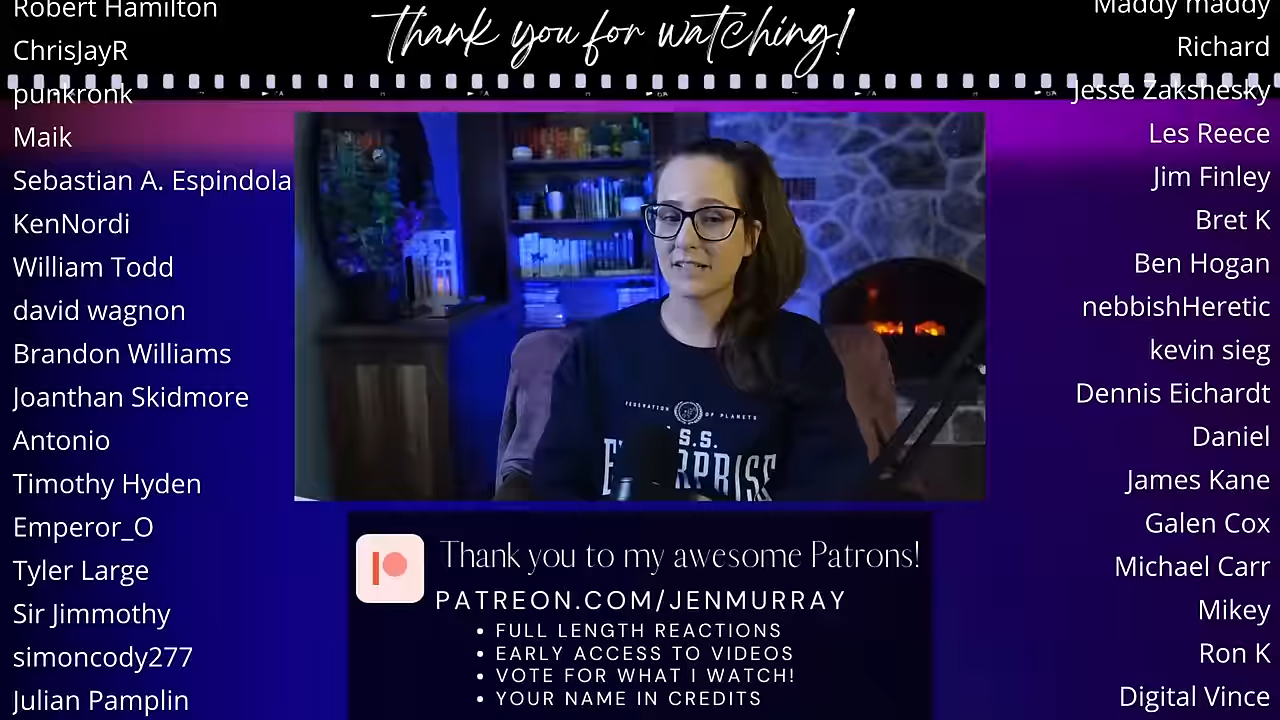 Thank you for watching!
Robert Hamilton
ChrisJayR
punkronk
Maik
Sebastian A. Espindola
KenNordi
William Todd
david wagnon
Brandon Williams
Joanthan Skidmore
Antonio
Timothy Hyden
Emperor_O
Tyler Large
Sir Jimmothy
simoncody277
Julian Pamplin
FEDERATION OF PLANETS
S.S.
Thank you to my awesome Patrons!
PATREON.COM/JENMURRAY
• FULL LENGTH REACTIONS
• EARLY ACCESS TO VIDEOS
• VOTE FOR WHAT I WATCH!
• YOUR NAME IN CREDITS
Maddy maddy
Richard
Jesse Zakshesky
Les Reece
Jim Finley
Bret K
Ben Hogan
nebbishHeretic
kevin sieg
Dennis Eichardt
Daniel
James Kane
Galen Cox
Michael Carr
Mikey
Ron K
Digital Vince